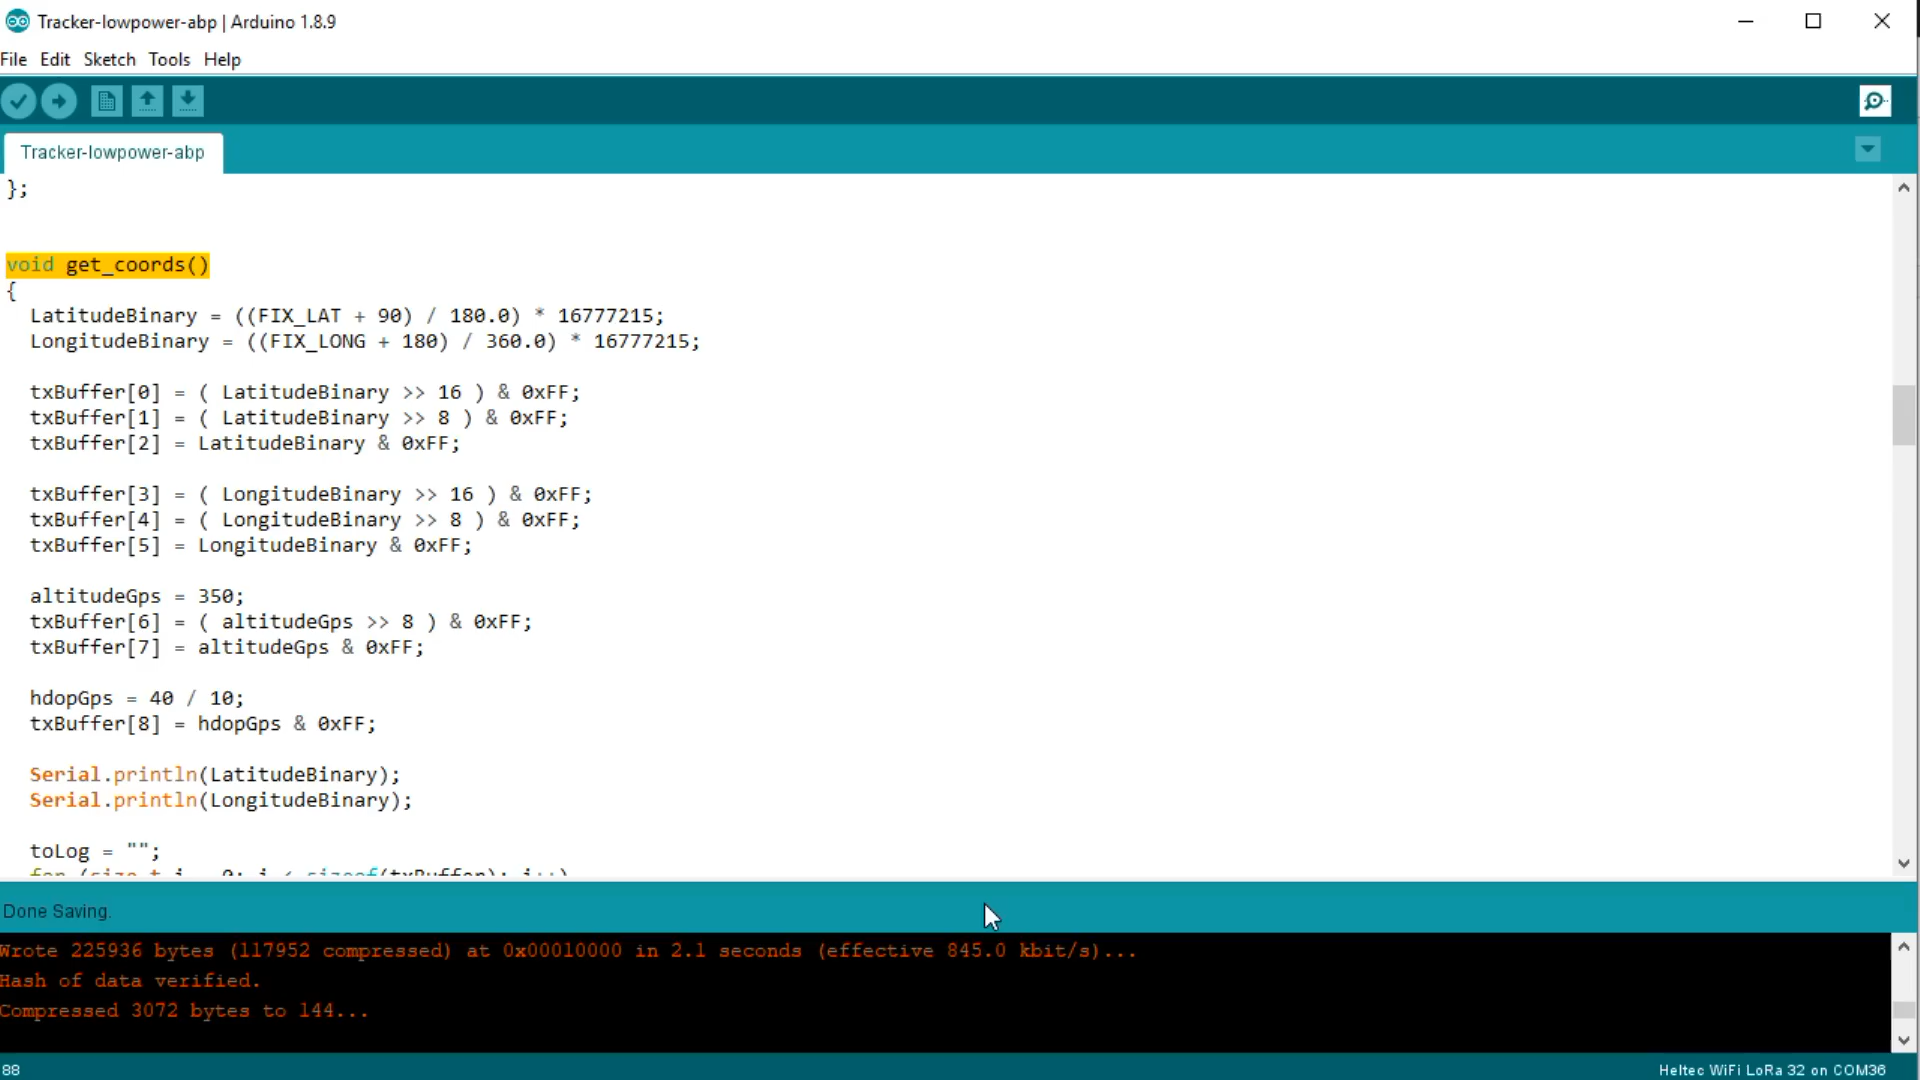 Tracker-lowpower-abp | Arduino 1.8.9
File Edit Sketch Tools Help
Tracker-lowpower-abp
};
void get_coords()
{
LatitudeBinary = ((FIX_LAT + 90) / 180.0) * 16777215;
LongitudeBinary = ((FIX_LONG + 180) / 360.0) * 16777215;
txBuffer[0] = ( LatitudeBinary >> 16 ) & 0xFF;
txBuffer[1] = ( LatitudeBinary >> 8 ) & 0xFF;
txBuffer[2] = LatitudeBinary & 0xFF;
txBuffer[3] = ( LongitudeBinary >> 16 ) & 0xFF;
txBuffer[4] = ( LongitudeBinary >> 8 ) & 0xFF;
txBuffer[5] = LongitudeBinary & 0xFF;
altitudeGps = 350;
txBuffer[6] = ( altitudeGps >> 8 ) & 0xFF;
txBuffer[7] = altitudeGps & 0xFF;
hdopGps = 40 / 10;
txBuffer[8] = hdopGps & 0xFF;
Serial.println(LatitudeBinary);
Serial.println(LongitudeBinary);
toLog = "";
for (size_t i = 0; i < sizeof(txBuffer); i++)
Done Saving.
Wrote 225936 bytes (117952 compressed) at 0x00010000 in 2.1 seconds (effective 845.0 kbit/s)...
Hash of data verified.
Compressed 3072 bytes to 144...
88
Heltec WiFi LoRa 32 on COM36